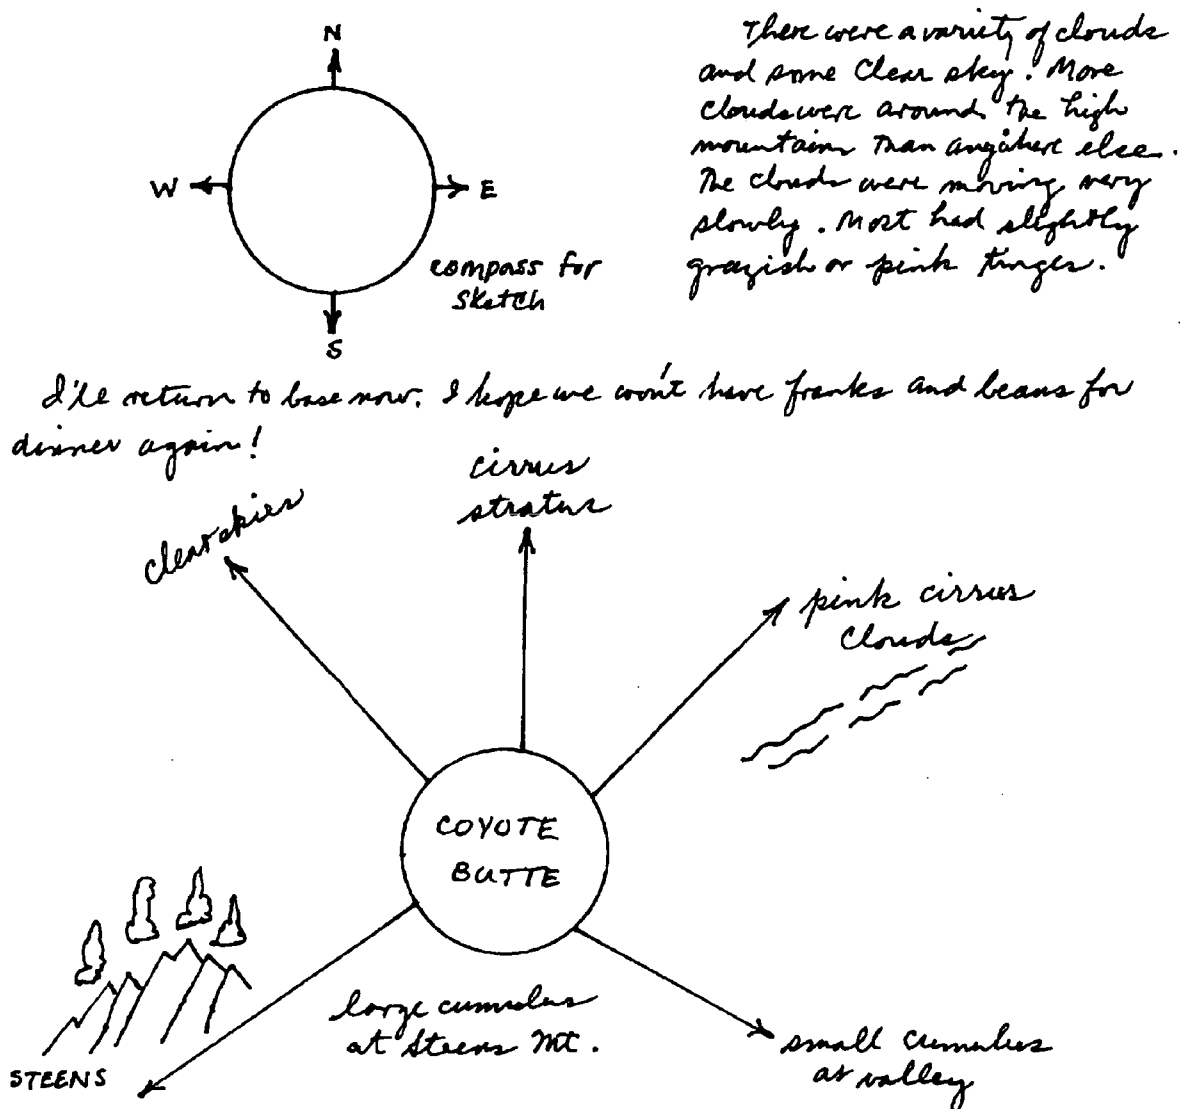 N
W
E
S
compass for
sketch
There were a variety of clouds
and some clear sky. More
clouds were around the high
mountains than anywhere else.
The clouds were moving very
slowly. Most had slightly
grayish or pink tinges.
I'll return to base now. I hope we won't have franks and beans for
dinner again!
clear skies
cirrus
stratus
pink cirrus
clouds
COYOTE
BUTTE
STEENS
large cumulus
at Steens Mt.
small cumulus
at valley